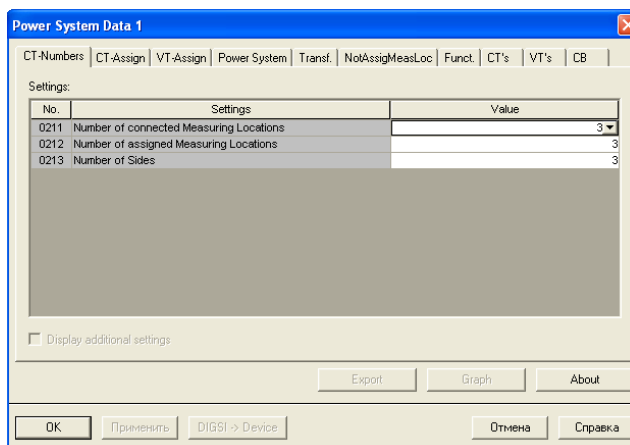 Power System Data 1
CT-Numbers CT-Assign VT-Assign Power System Transf. NotAssigMeasLoc Funct. CT's VT's CB
Settings:
No. Settings Value
0211 Number of connected Measuring Locations 3
0212 Number of assigned Measuring Locations 3
0213 Number of Sides 3
Display additional settings
Export Graph About
OK Применить DIGSI -> Device Отмена Справка